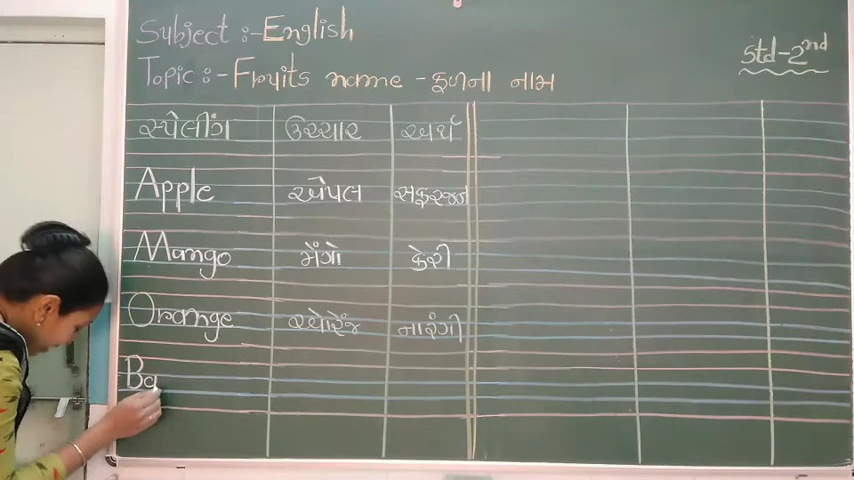 Subject :- English
Std-2nd
Topic :- Fruits name - ફળના નામ
સ્પેલીંગ ઉચ્ચાર અર્થ
Apple એપલ સફરજન
Mango મેંગો કેરી
Orange ઓરેંજ નારંગી
Ba